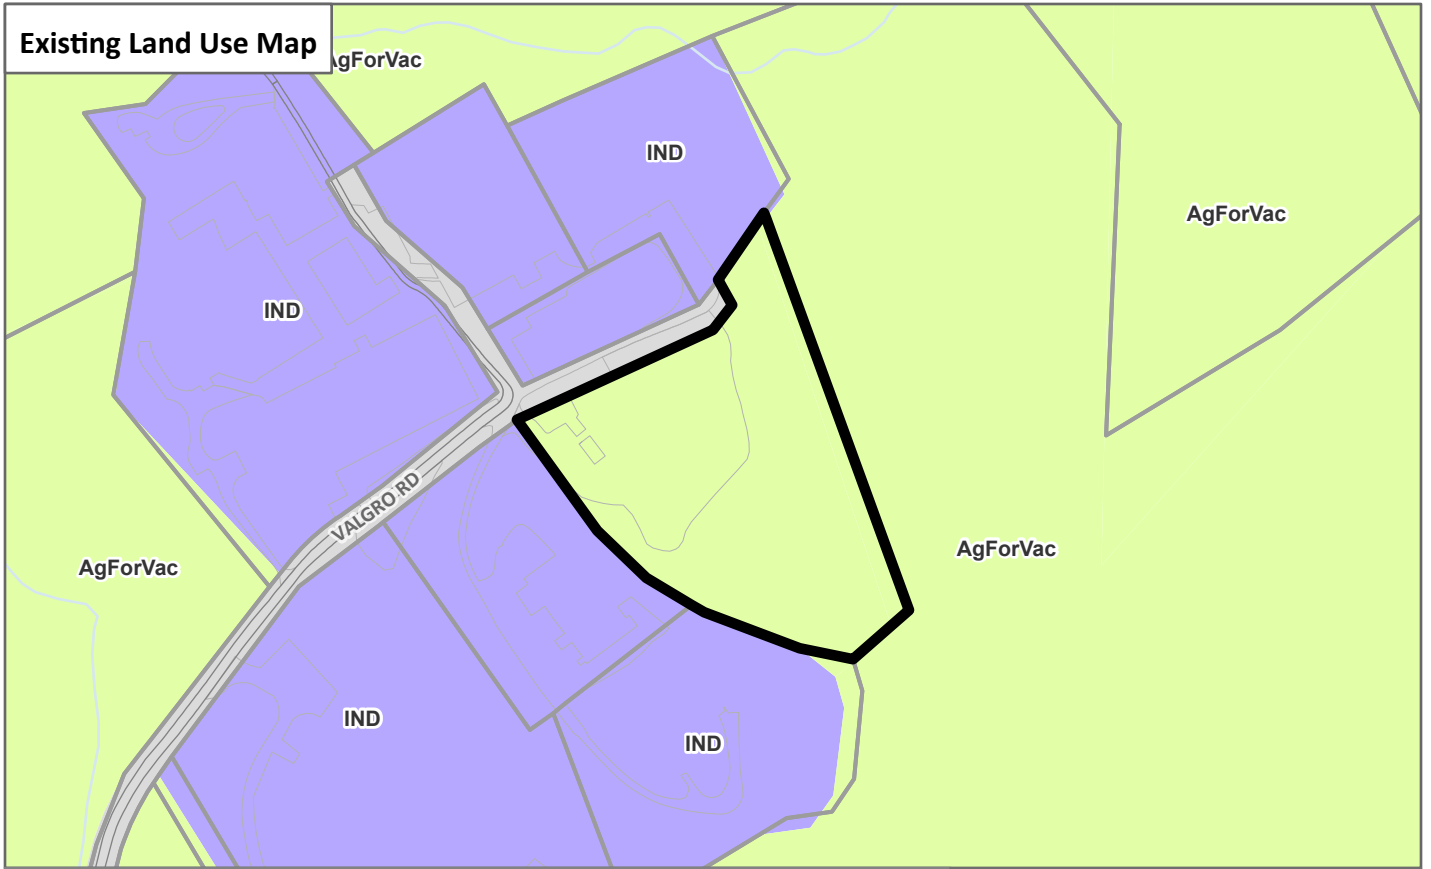 Existing Land Use Map
AgForVac
IND
AgForVac
IND
VALGRO RD
AgForVac
AgForVac
IND
IND